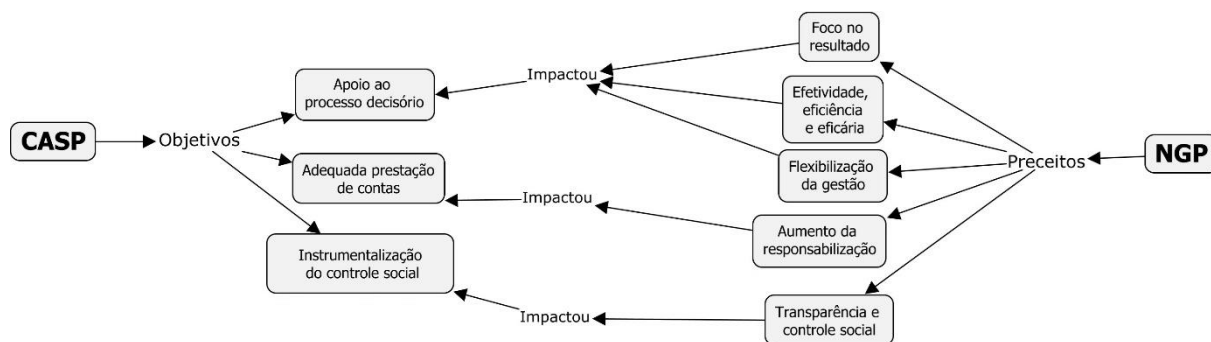 CASP
Objetivos
Apoio ao
processo decisório
Adequada prestação
de contas
Instrumentalização
do controle social
Impactou
Impactou
Impactou
Foco no
resultado
Efetividade,
eficiência
e eficária
Flexibilização
da gestão
Aumento da
responsabilização
Transparência e
controle social
Preceitos
NGP